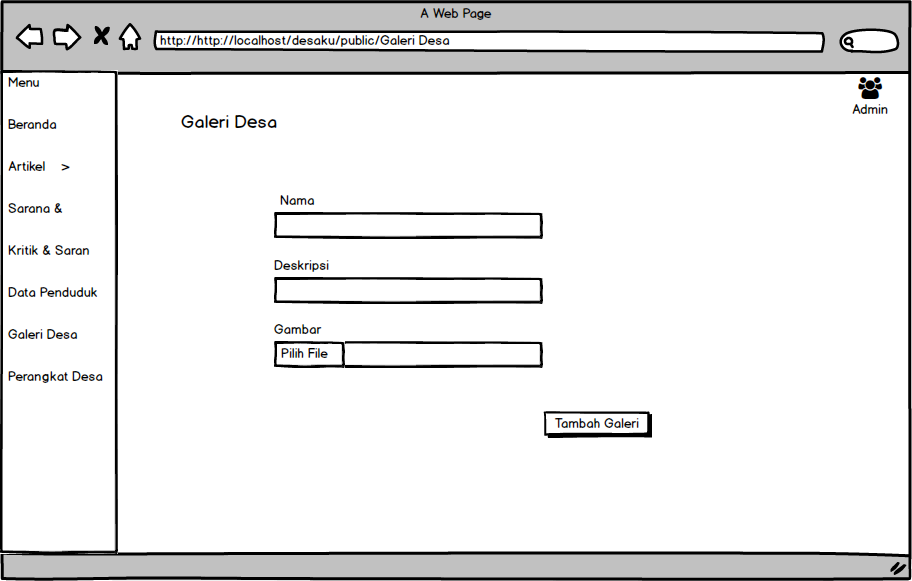 A Web Page
http://http://localhost/desaku/public/Galeri Desa
Menu
Beranda
Artikel >
Sarana &
Kritik & Saran
Data Penduduk
Galeri Desa
Perangkat Desa
Admin
Galeri Desa
Nama
Deskripsi
Gambar
Pilih File
Tambah Galeri